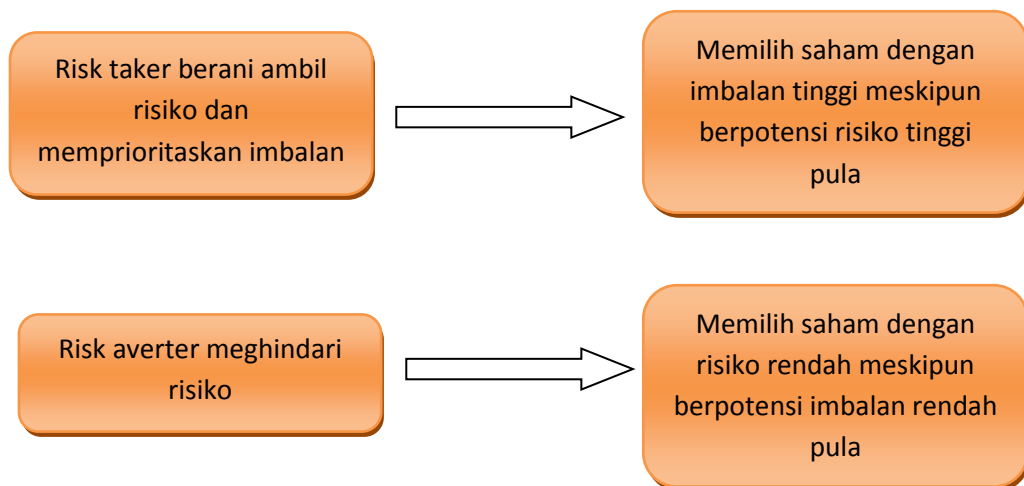 Risk taker berani ambil
risiko dan
memprioritaskan imbalan
Memilih saham dengan
imbalan tinggi meskipun
berpotensi risiko tinggi
pula
Risk averter meghindari
risiko
Memilih saham dengan
risiko rendah meskipun
berpotensi imbalan rendah
pula